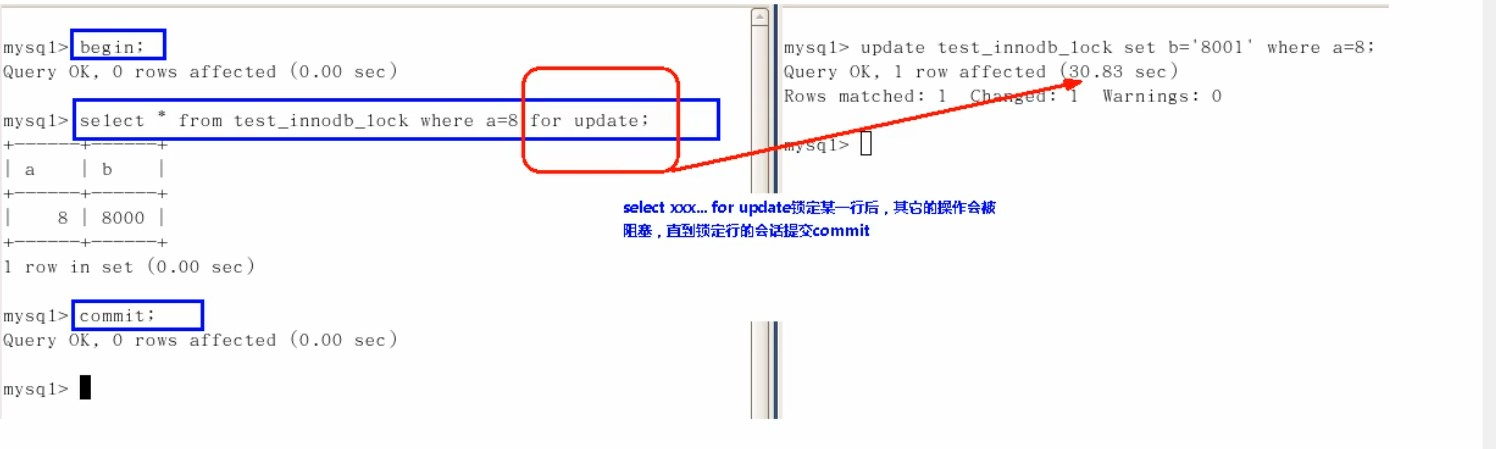 mysql> begin;
Query OK, 0 rows affected (0.00 sec)
mysql> select * from test_innodb_lock where a=8 for update;
+------+------+
| a    | b    |
+------+------+
|    8 | 8000 |
+------+------+
1 row in set (0.00 sec)
mysql> commit;
Query OK, 0 rows affected (0.00 sec)
mysql>
mysql> update test_innodb_lock set b='8001' where a=8;
Query OK, 1 row affected (30.83 sec)
Rows matched: 1  Changed: 1  Warnings: 0
mysql>
select xxx... for update锁定某一行后，其它的操作会被
阻塞，直到锁定行的会话提交commit